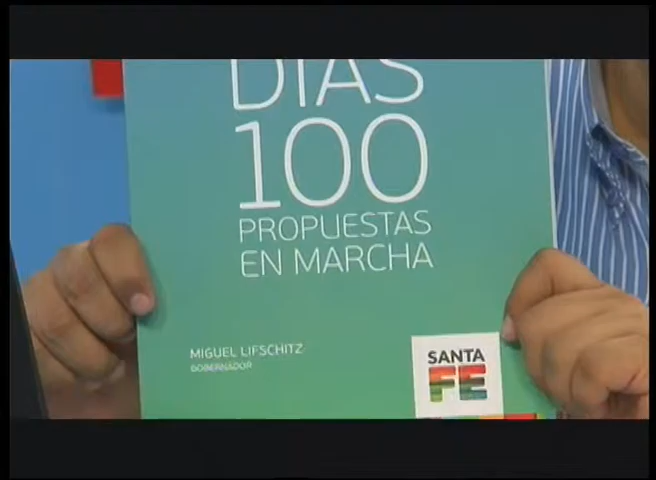 DÍAS
100
PROPUESTAS
EN MARCHA
MIGUEL LIFSCHITZ
GOBERNADOR
SANTA
FE